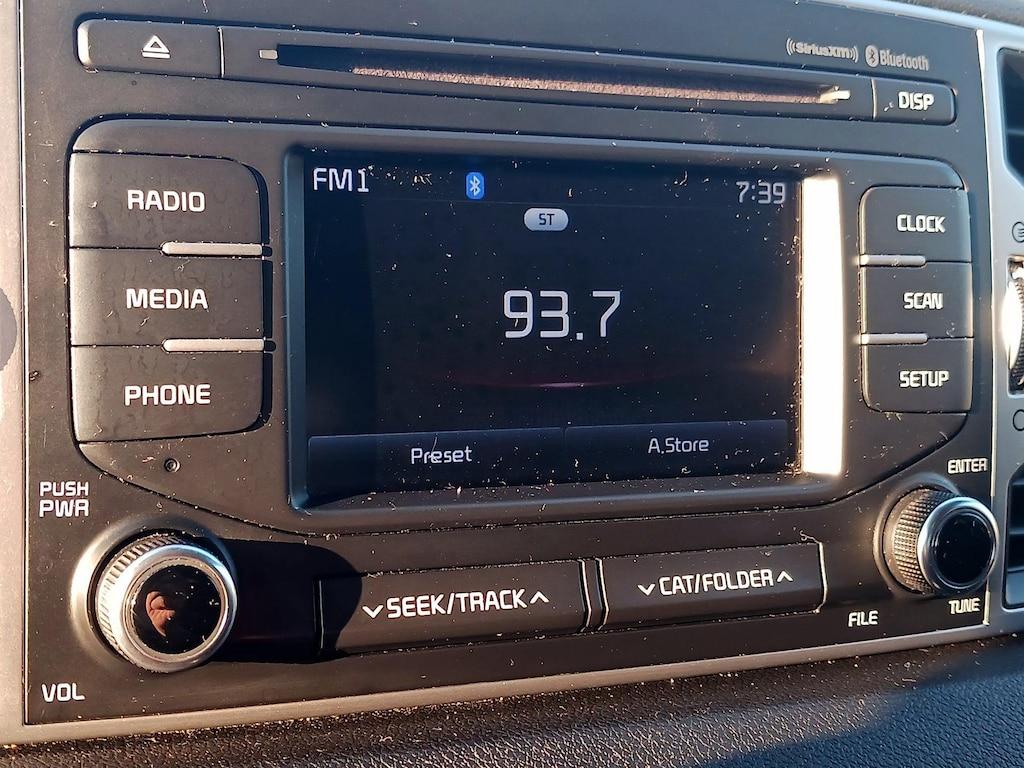 ((SiriusXM)) Bluetooth
DISP
RADIO
MEDIA
PHONE
FM1 7:39
ST
93.7
Preset A.Store
CLOCK
SCAN
SETUP
PUSH
PWR
VOL
SEEK/TRACK
CAT/FOLDER
ENTER
FILE
TUNE